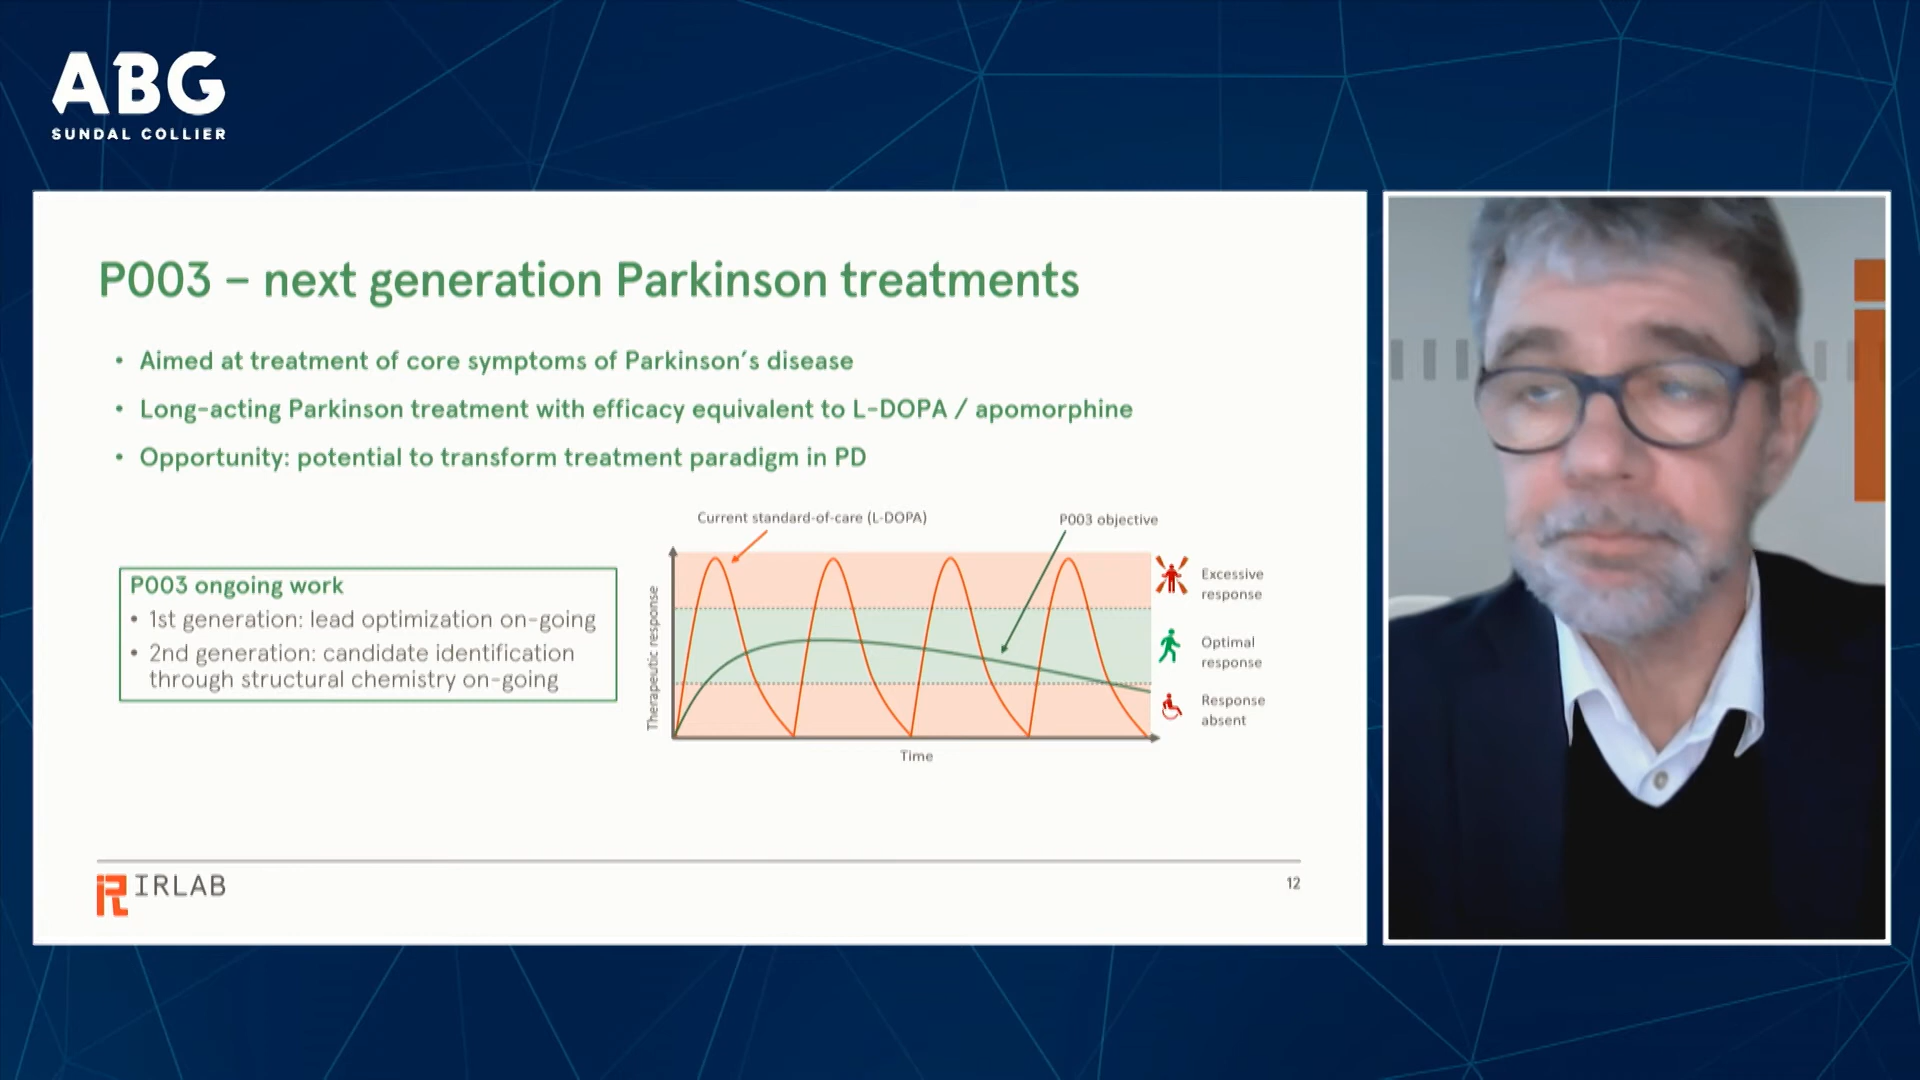 ABG
SUNDAL COLLIER
P003 – next generation Parkinson treatments
• Aimed at treatment of core symptoms of Parkinson's disease
• Long-acting Parkinson treatment with efficacy equivalent to L-DOPA / apomorphine
• Opportunity: potential to transform treatment paradigm in PD
P003 ongoing work
• 1st generation: lead optimization on-going
• 2nd generation: candidate identification
through structural chemistry on-going
Current standard-of-care (L-DOPA)
P003 objective
Therapeutic response
Time
Excessive
response
Optimal
response
Response
absent
IRLAB
12